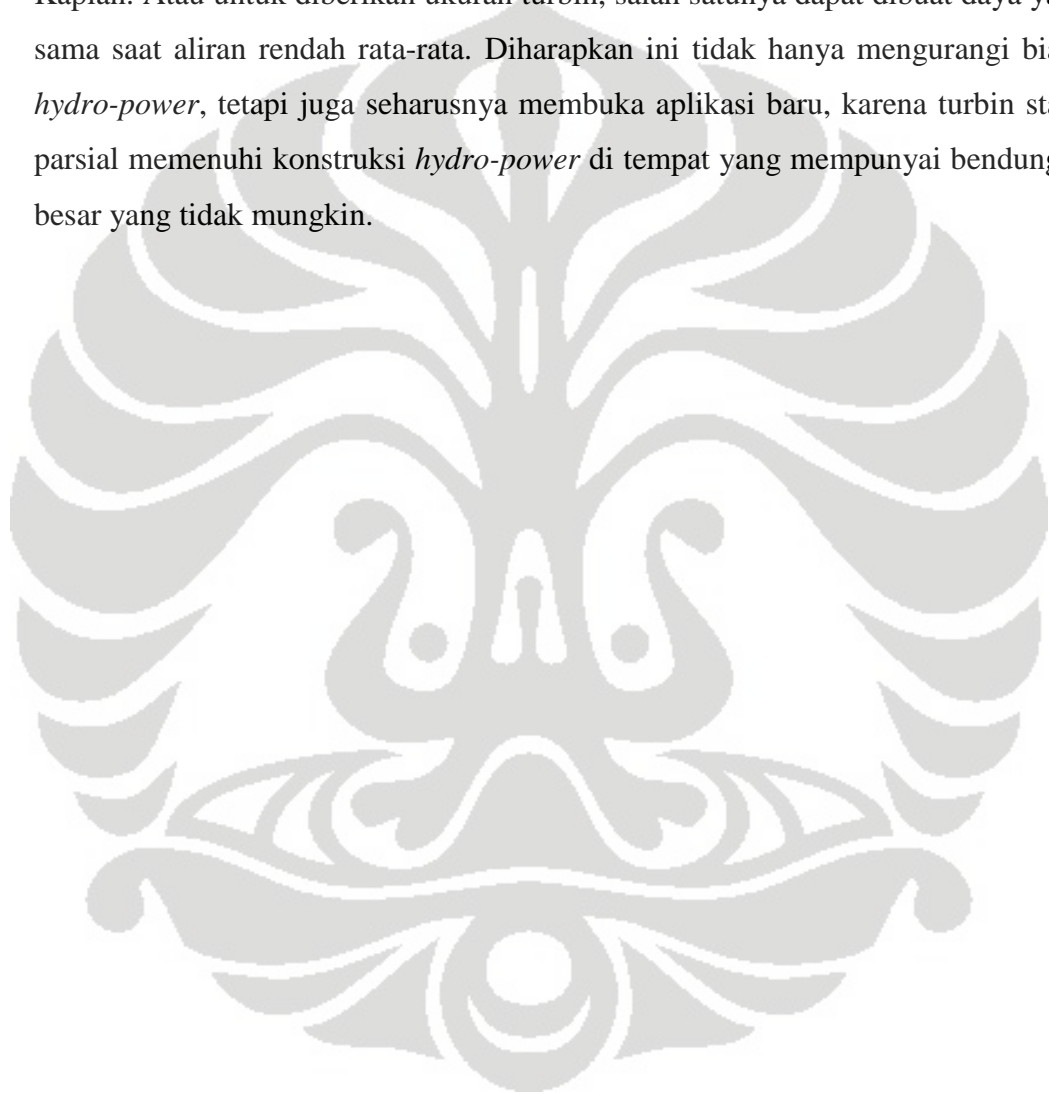 Kaplan. Atau untuk diberikan ukuran turbin, salah satunya dapat dibuat daya
sama saat aliran rendah rata-rata. Diharapkan ini tidak hanya mengurangi
hydro-power, tetapi juga seharusnya membuka aplikasi baru, karena turbin
parsial memenuhi konstruksi hydro-power di tempat yang mempunyai
besar yang tidak mungkin.